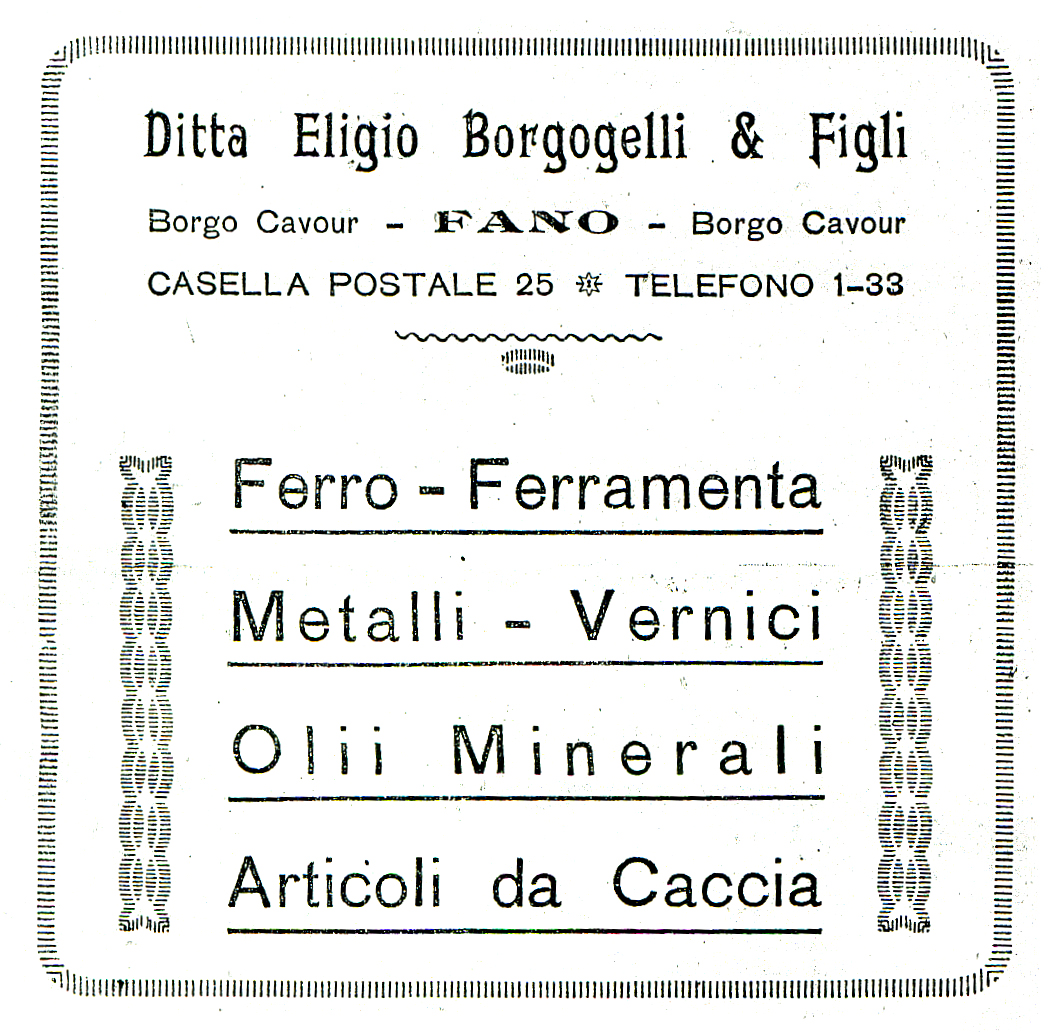 Ditta Eligio Borgogelli & Figli
Borgo Cavour - FANO - Borgo Cavour
CASELLA POSTALE 25 ✵ TELEFONO 1-33
Ferro - Ferramenta
Metalli - Vernici
Olii Minerali
Articoli da Caccia